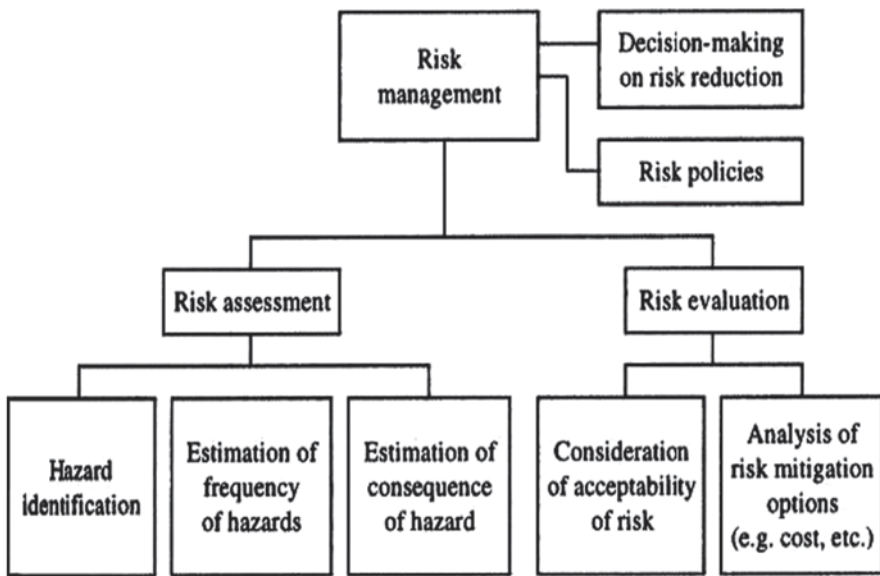 Risk
management
Decision-making
on risk reduction
Risk policies
Risk assessment
Risk evaluation
Hazard
identification
Estimation of
frequency
of hazards
Estimation of
consequence
of hazard
Consideration
of acceptability
of risk
Analysis of
risk mitigation
options
(e.g. cost, etc.)